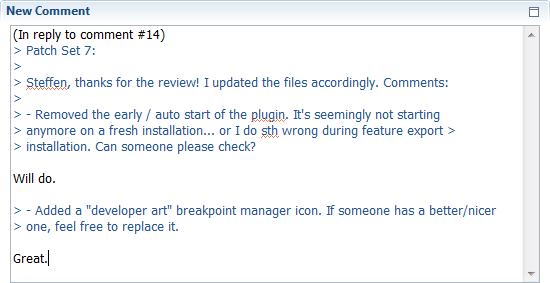 New Comment
(In reply to comment #14)
> Patch Set 7:
>
> Steffen, thanks for the review! I updated the files accordingly. Comments:
>
> - Removed the early / auto start of the plugin. It's seemingly not starting
> anymore on a fresh installation... or I do sth wrong during feature export >
> installation. Can someone please check?
Will do.
> - Added a "developer art" breakpoint manager icon. If someone has a better/nicer
> one, feel free to replace it.
Great.